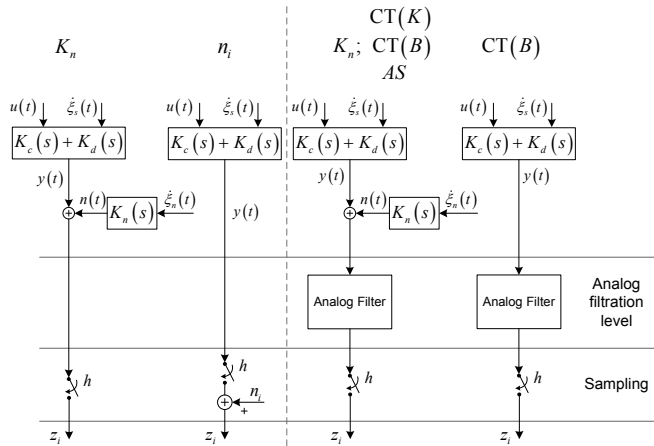 CT(K)
K_n n_i K_n; CT(B) CT(B)
AS
u(t) ξ̇_s(t) u(t) ξ̇_s(t) u(t) ξ̇_s(t) u(t) ξ̇_s(t)
K_c(s)+K_d(s) K_c(s)+K_d(s) K_c(s)+K_d(s) K_c(s)+K_d(s)
y(t) y(t) y(t)
n(t) ξ̇_n(t) y(t) n(t) ξ̇_n(t)
+ K_n(s) + K_n(s)
Analog Filter Analog Filter
Analog
filtration
level
h h h h
Sampling
+ n_i
+
z_i z_i z_i z_i